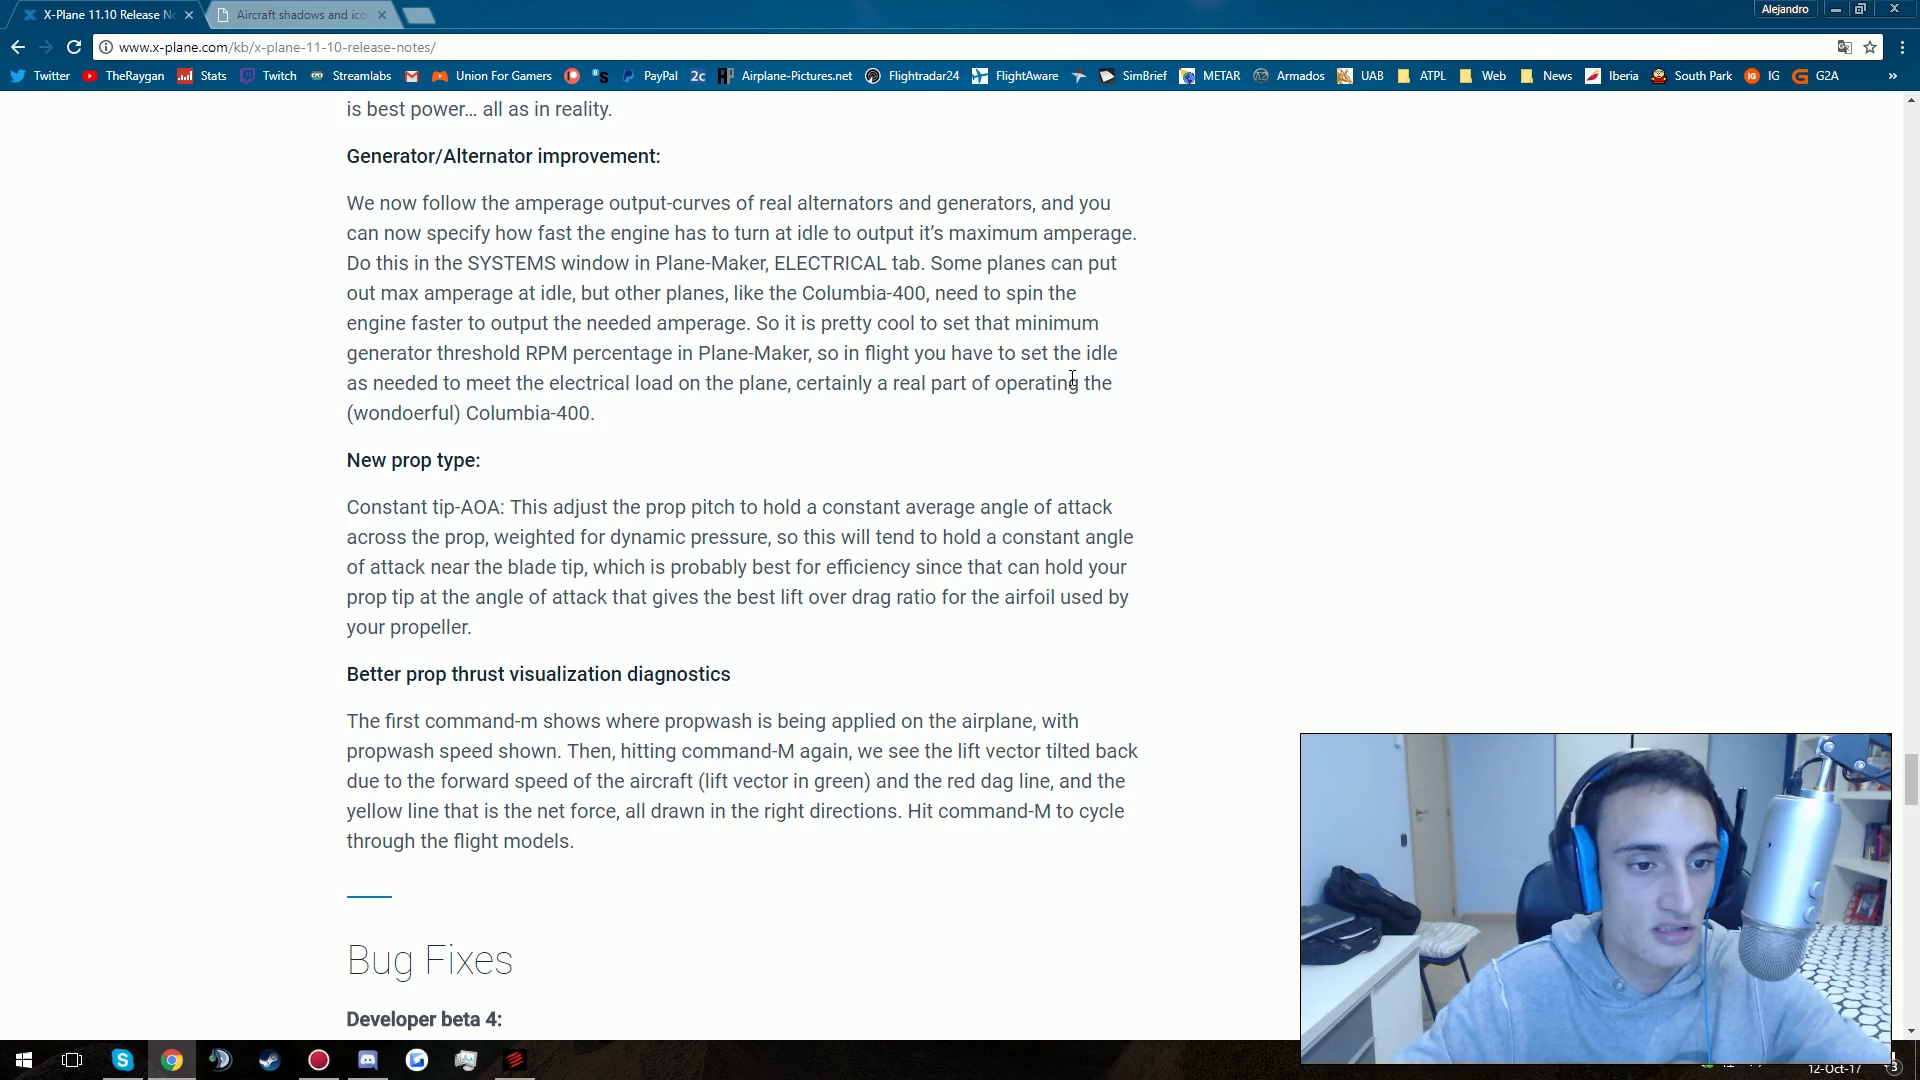 X-Plane 11.10 Release N
Aircraft shadows and ico
Alejandro
www.x-plane.com/kb/x-plane-11-10-release-notes/
Twitter TheRaygan Stats Twitch Streamlabs Union For Gamers PayPal 2c Airplane-Pictures.net Flightradar24 FlightAware SimBrief METAR Armados UAB ATPL Web News Iberia South Park IG G2A »
is best power… all as in reality.
Generator/Alternator improvement:
We now follow the amperage output-curves of real alternators and generators, and you
can now specify how fast the engine has to turn at idle to output it’s maximum amperage.
Do this in the SYSTEMS window in Plane-Maker, ELECTRICAL tab. Some planes can put
out max amperage at idle, but other planes, like the Columbia-400, need to spin the
engine faster to output the needed amperage. So it is pretty cool to set that minimum
generator threshold RPM percentage in Plane-Maker, so in flight you have to set the idle
as needed to meet the electrical load on the plane, certainly a real part of operating the
(wondoerful) Columbia-400.
New prop type:
Constant tip-AOA: This adjust the prop pitch to hold a constant average angle of attack
across the prop, weighted for dynamic pressure, so this will tend to hold a constant angle
of attack near the blade tip, which is probably best for efficiency since that can hold your
prop tip at the angle of attack that gives the best lift over drag ratio for the airfoil used by
your propeller.
Better prop thrust visualization diagnostics
The first command-m shows where propwash is being applied on the airplane, with
propwash speed shown. Then, hitting command-M again, we see the lift vector tilted back
due to the forward speed of the aircraft (lift vector in green) and the red dag line, and the
yellow line that is the net force, all drawn in the right directions. Hit command-M to cycle
through the flight models.
Bug Fixes
Developer beta 4:
12-Oct-17
3